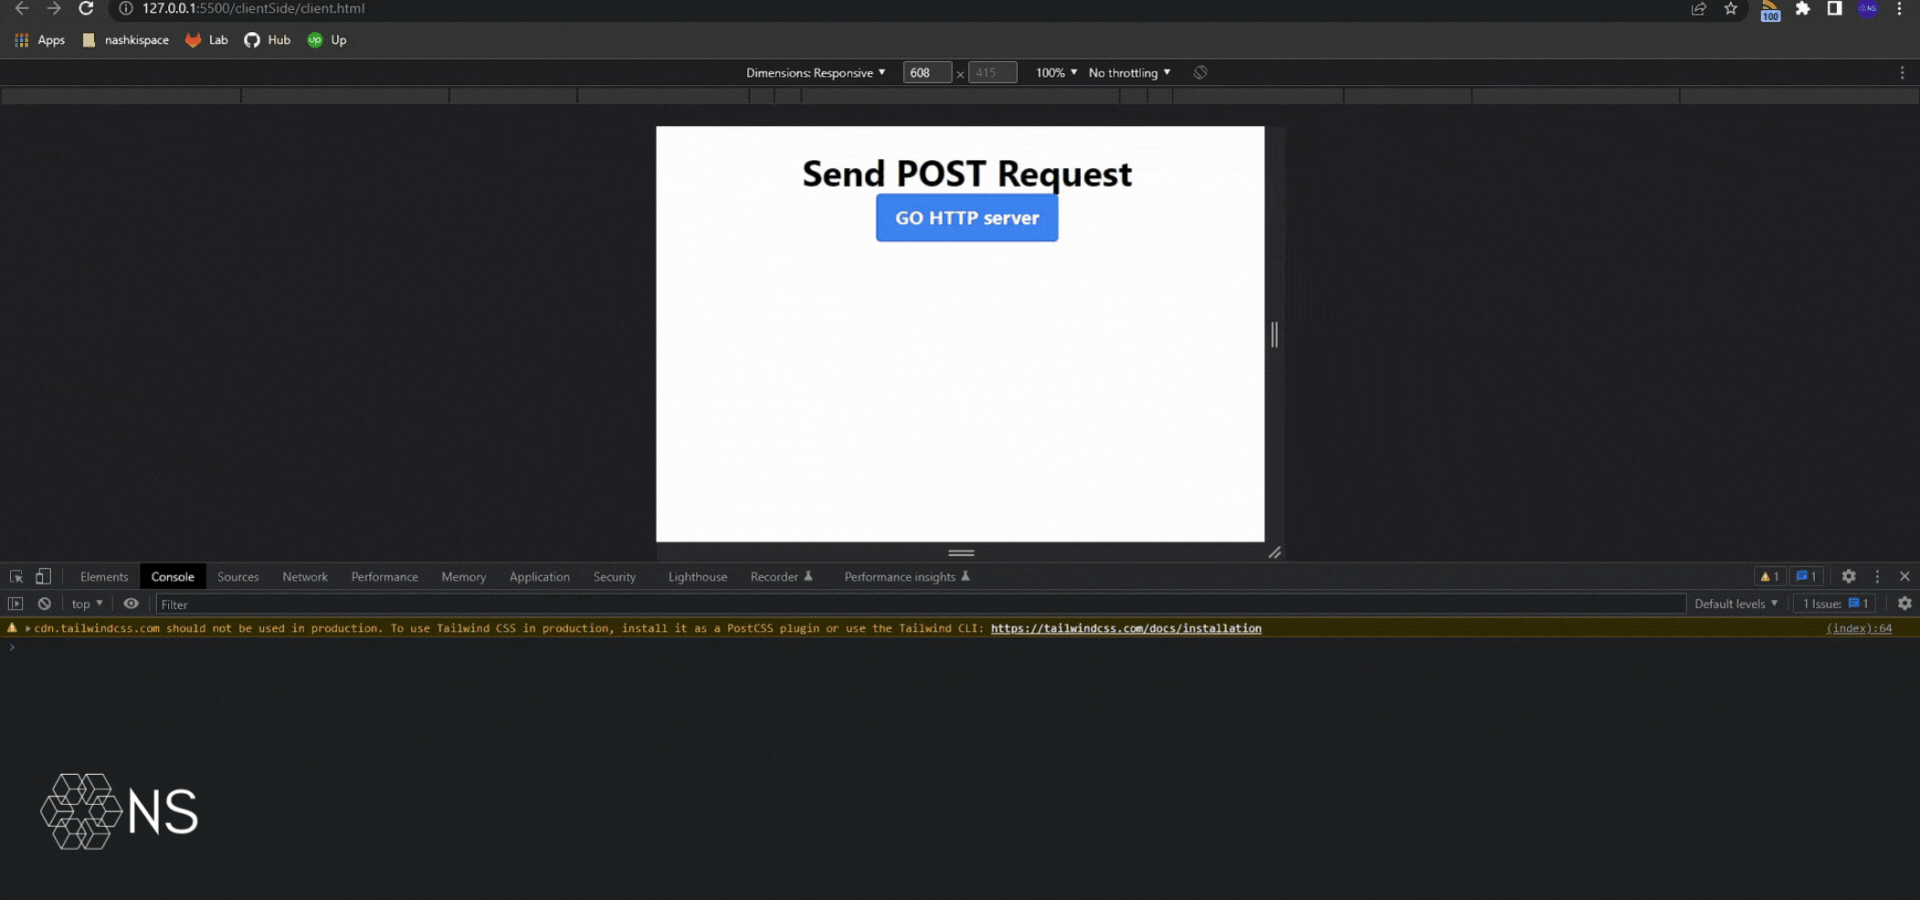 127.0.0.1:5500/clientSide/client.html
100
NS
Apps nashkispace Lab Hub up Up
Dimensions: Responsive ▼ 608 × 415 100% ▼ No throttling ▼
Send POST Request
GO HTTP server
Elements Console Sources Network Performance Memory Application Security Lighthouse Recorder Performance insights 1 1
top ▼ Filter Default levels ▼ 1 Issue: 1
cdn.tailwindcss.com should not be used in production. To use Tailwind CSS in production, install it as a PostCSS plugin or use the Tailwind CLI: https://tailwindcss.com/docs/installation (index):64
NS